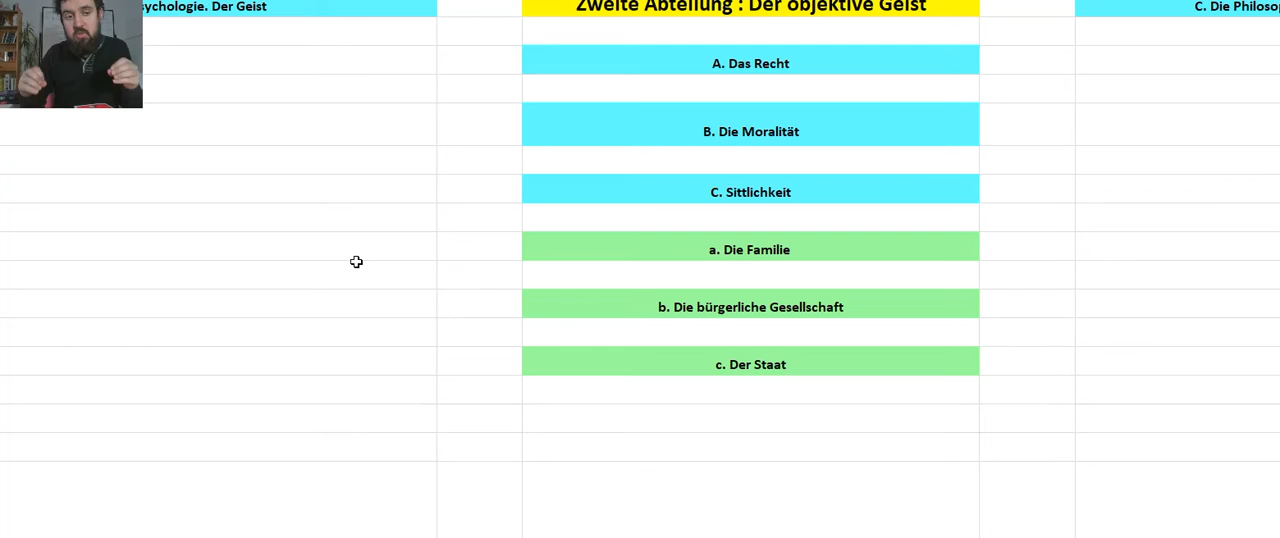 sychologie. Der Geist
Zweite Abteilung : Der objektive Geist
C. Die Philosop
A. Das Recht
B. Die Moralität
C. Sittlichkeit
a. Die Familie
b. Die bürgerliche Gesellschaft
c. Der Staat